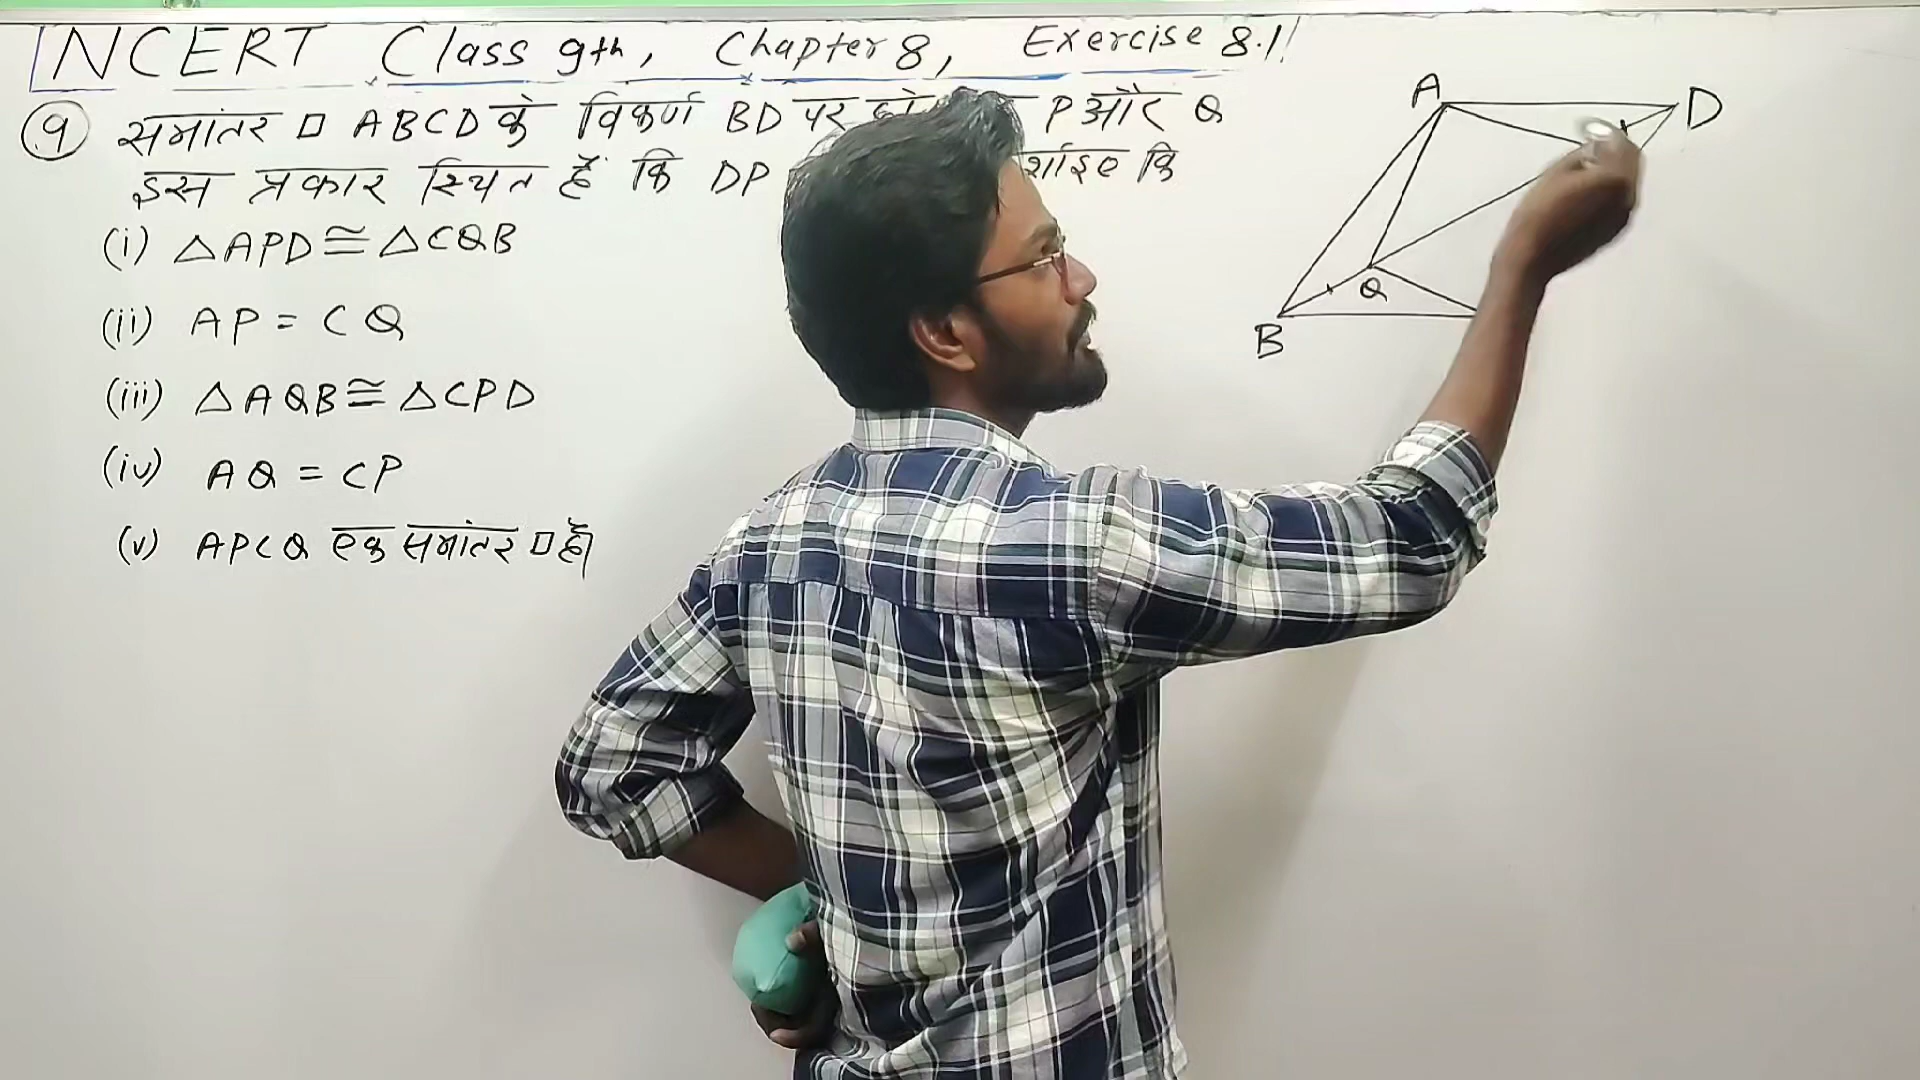 NCERT Class 9th, Chapter 8, Exercise 8.1
9 समांतर □ ABCD के विकर्ण BD पर P और Q
इस प्रकार स्थित हैं कि DP कि
(i) △APD ≅ △CQB
(ii) AP = CQ
(iii) △AQB ≅ △CPD
(iv) AQ = CP
(v) APCQ एक समांतर □ है।
A
D
Q
B